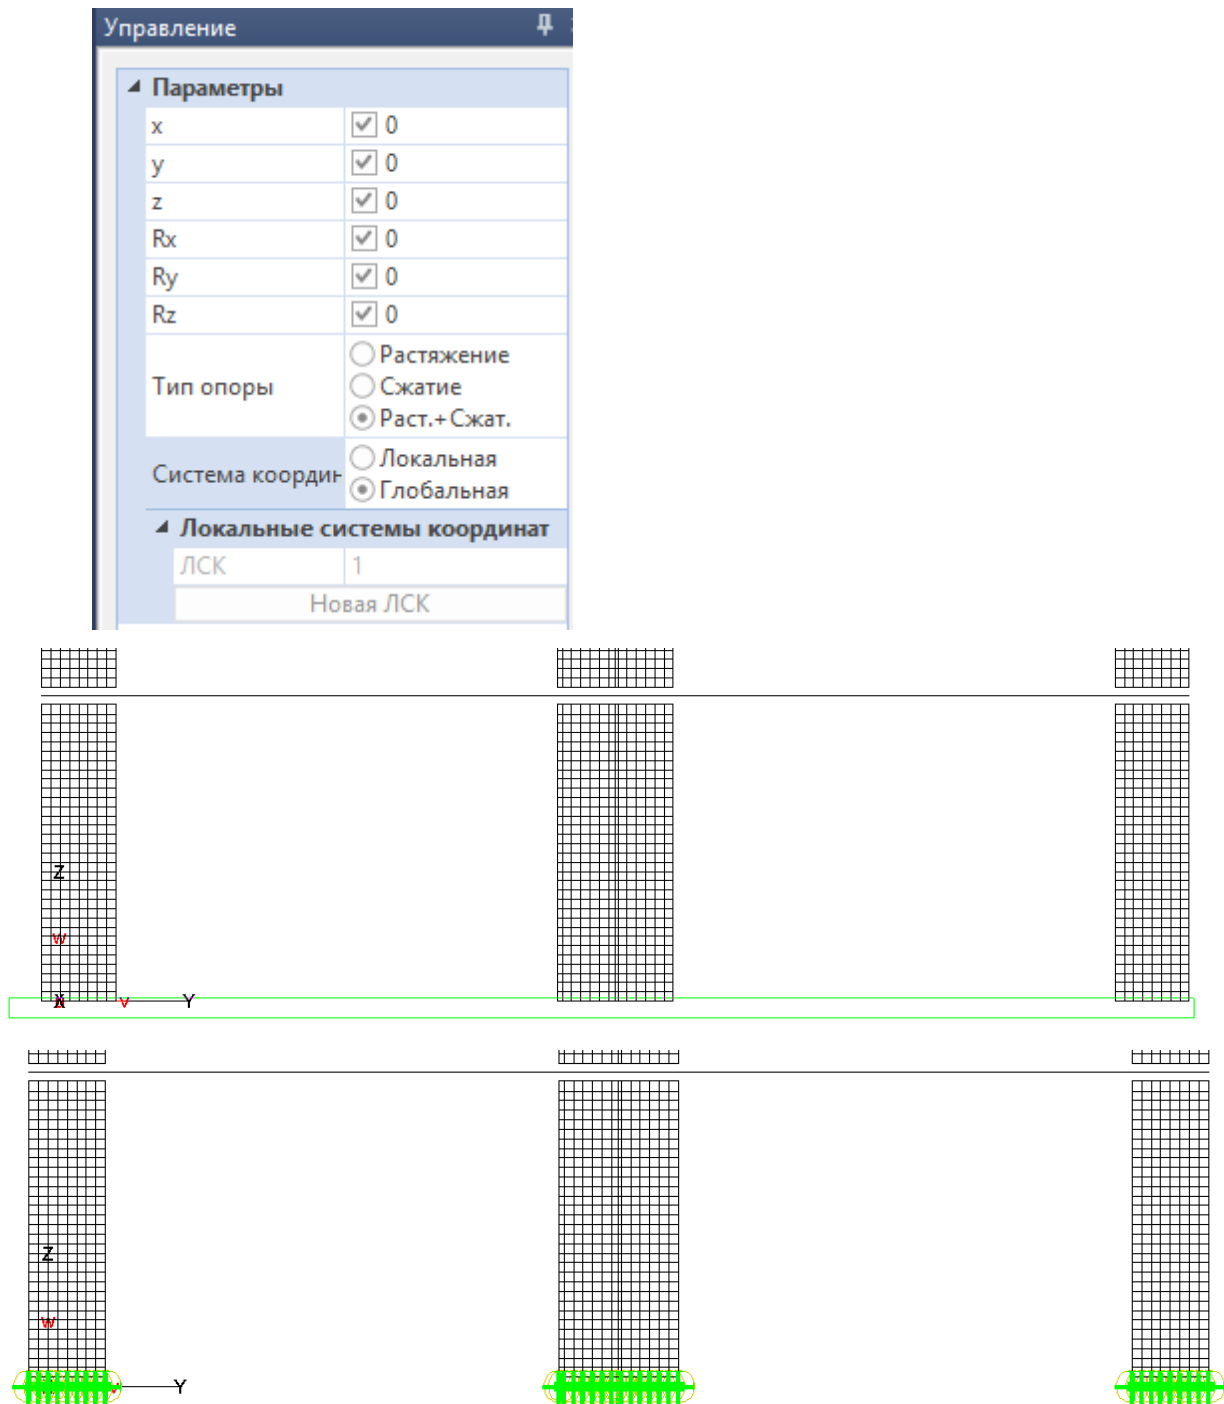 Управление
Параметры
x 0
y 0
z 0
Rx 0
Ry 0
Rz 0
Растяжение
Тип опоры Сжатие
Раст.+Сжат.
Локальная
Система координ
Глобальная
Локальные системы координат
ЛСК 1
Новая ЛСК
Z
w
v Y
Z
w
Y